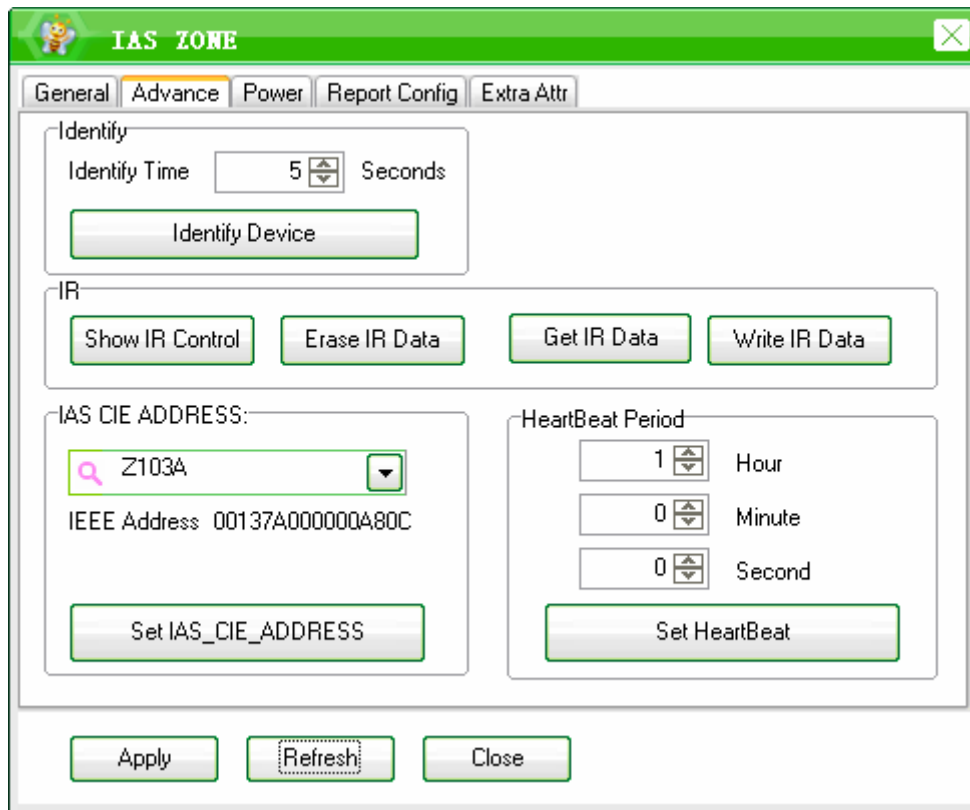 IAS ZONE
General Advance Power Report Config Extra Attr
Identify
Identify Time 5 Seconds
Identify Device
IR
Show IR Control Erase IR Data Get IR Data Write IR Data
IAS CIE ADDRESS:
Z103A
IEEE Address 00137A000000A80C
Set IAS_CIE_ADDRESS
HeartBeat Period
1 Hour
0 Minute
0 Second
Set HeartBeat
Apply Refresh Close